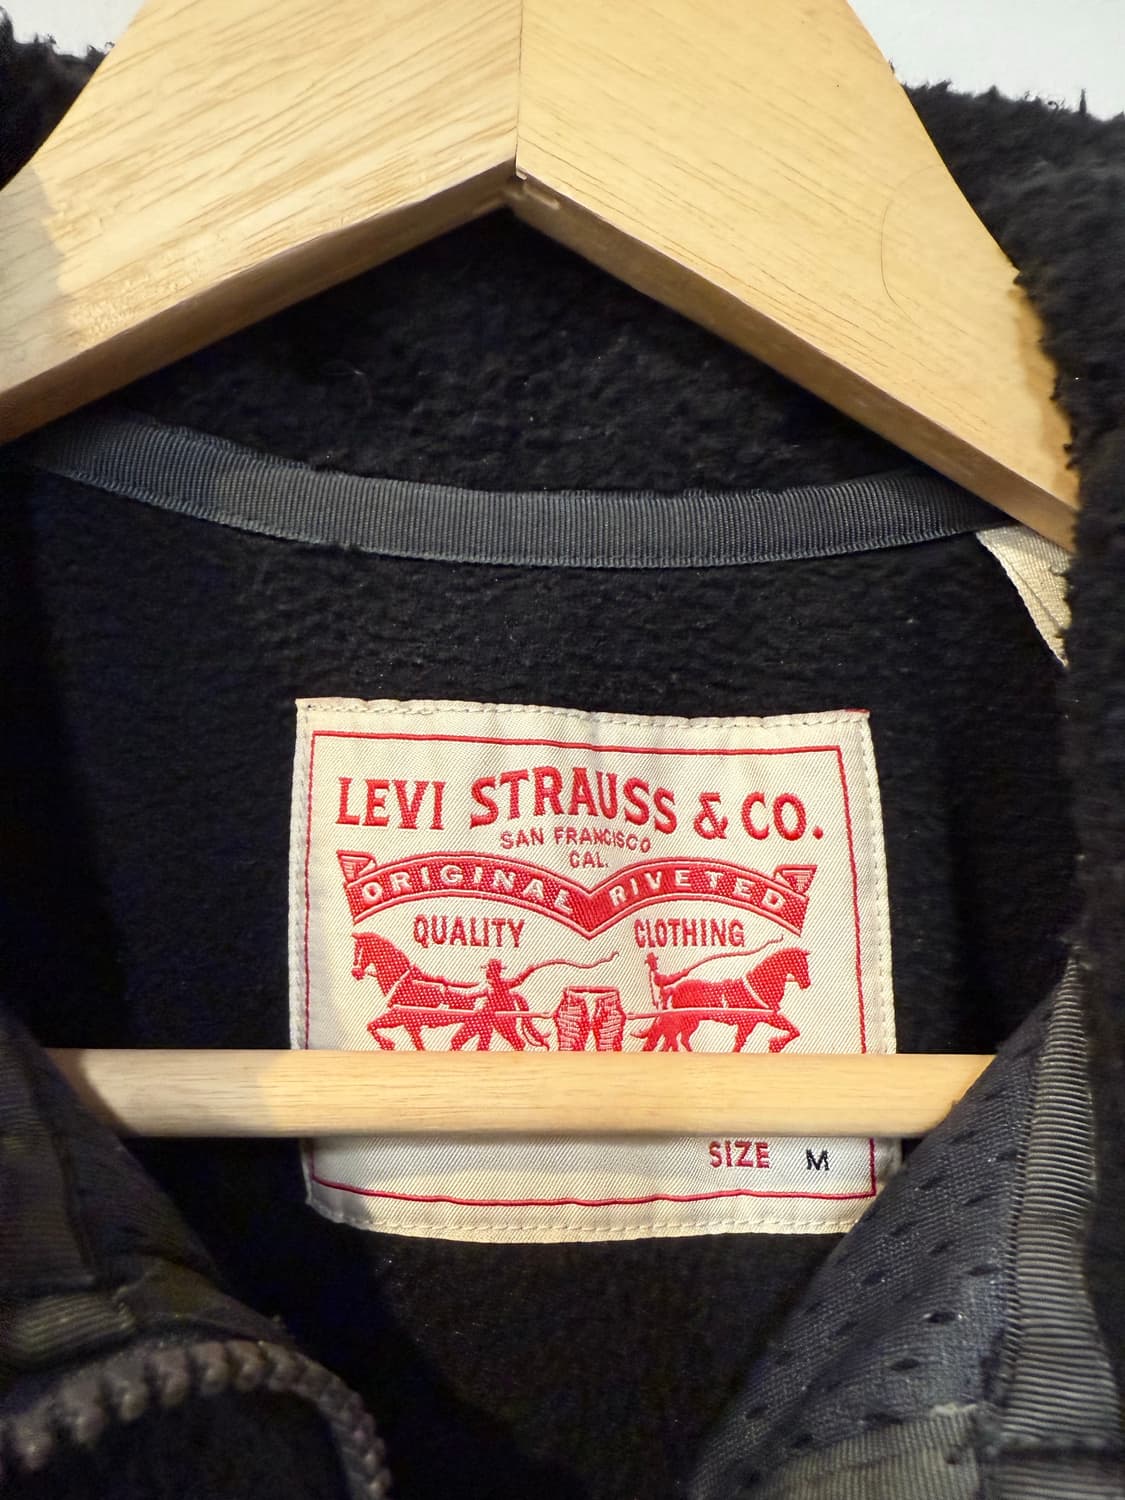 LEVI STRAUSS & CO.
SAN FRANCISCO
CAL.
ORIGINAL RIVETED
QUALITY CLOTHING
SIZE M